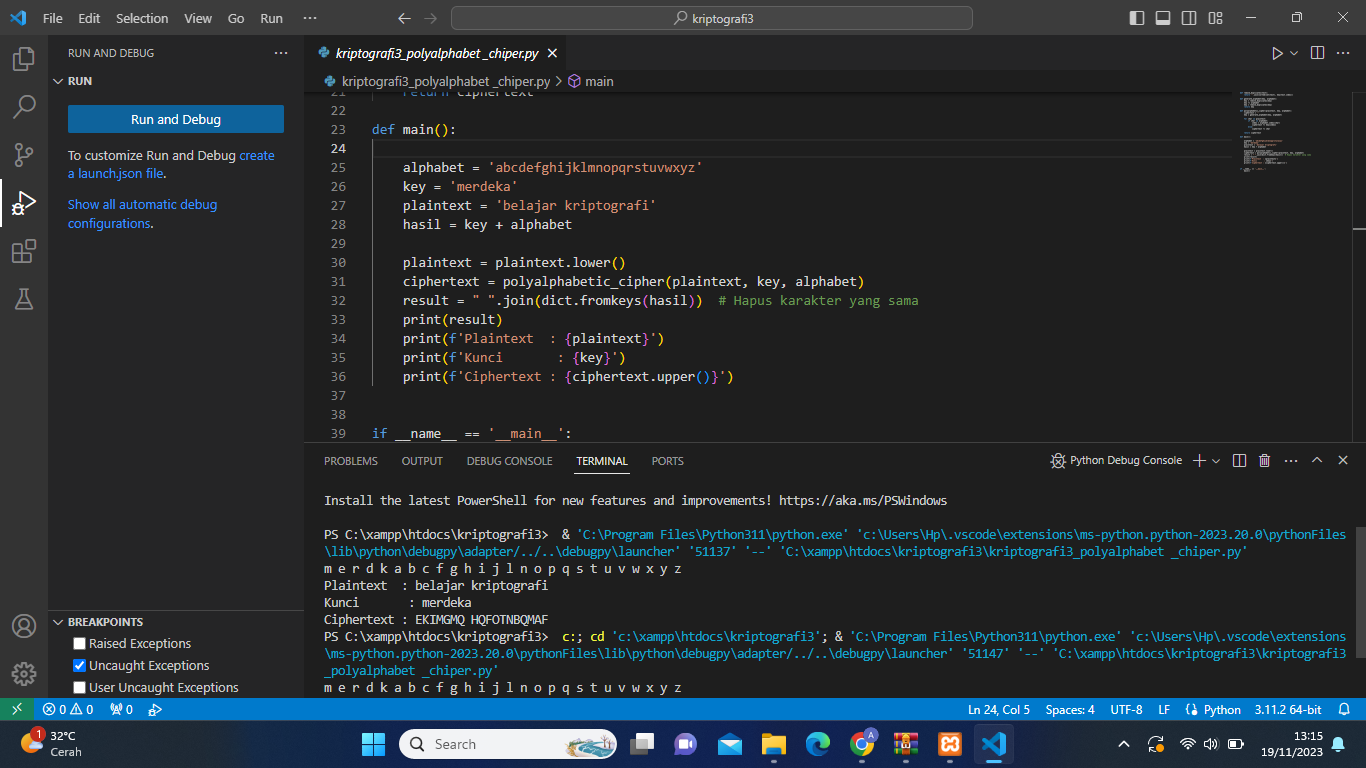 File Edit Selection View Go Run ··· kriptografi3
RUN AND DEBUG ···
RUN
Run and Debug
To customize Run and Debug create
a launch.json file.
Show all automatic debug
configurations.
BREAKPOINTS
Raised Exceptions
Uncaught Exceptions
User Uncaught Exceptions
kriptografi3_polyalphabet _chiper.py
kriptografi3_polyalphabet _chiper.py > main
21 return ciphertext
22
23 def main():
24
25 alphabet = 'abcdefghijklmnopqrstuvwxyz'
26 key = 'merdeka'
27 plaintext = 'belajar kriptografi'
28 hasil = key + alphabet
29
30 plaintext = plaintext.lower()
31 ciphertext = polyalphabetic_cipher(plaintext, key, alphabet)
32 result = " ".join(dict.fromkeys(hasil)) # Hapus karakter yang sama
33 print(result)
34 print(f'Plaintext : {plaintext}')
35 print(f'Kunci : {key}')
36 print(f'Ciphertext : {ciphertext.upper()}')
37
38
39 if __name__ == '__main__':
PROBLEMS OUTPUT DEBUG CONSOLE TERMINAL PORTS Python Debug Console
Install the latest PowerShell for new features and improvements! https://aka.ms/PSWindows
PS C:\xampp\htdocs\kriptografi3> & 'C:\Program Files\Python311\python.exe' 'c:\Users\Hp\.vscode\extensions\ms-python.python-2023.20.0\pythonFiles
\lib\python\debugpy\adapter/../..\debugpy\launcher' '51137' '--' 'C:\xampp\htdocs\kriptografi3\kriptografi3_polyalphabet _chiper.py'
m e r d k a b c f g h i j l n o p q s t u v w x y z
Plaintext : belajar kriptografi
Kunci : merdeka
Ciphertext : EKIMGMQ HQFOTNBQMAF
PS C:\xampp\htdocs\kriptografi3> c:; cd 'c:\xampp\htdocs\kriptografi3'; & 'C:\Program Files\Python311\python.exe' 'c:\Users\Hp\.vscode\extensions
\ms-python.python-2023.20.0\pythonFiles\lib\python\debugpy\adapter/../..\debugpy\launcher' '51147' '--' 'C:\xampp\htdocs\kriptografi3\kriptografi3
_polyalphabet _chiper.py'
m e r d k a b c f g h i j l n o p q s t u v w x y z
0 0 0 Ln 24, Col 5 Spaces: 4 UTF-8 LF Python 3.11.2 64-bit
1 32°C
Cerah
Search
A
13:15
19/11/2023